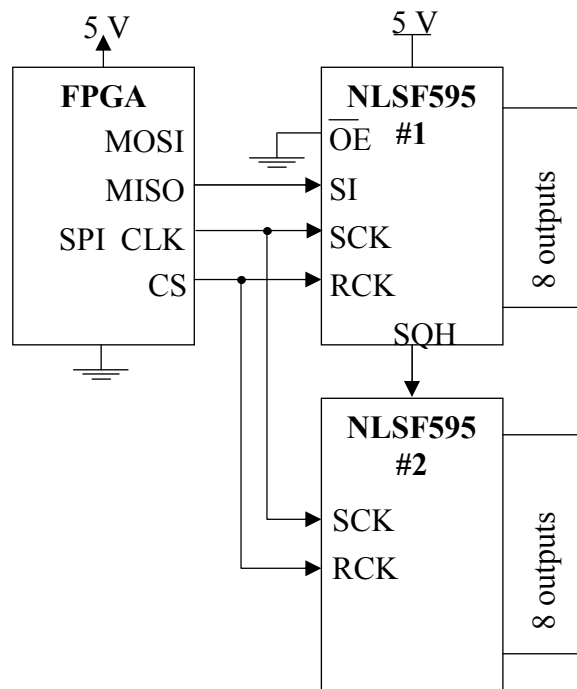 5 V
FPGA
MOSI
MISO
SPI CLK
CS
5 V
NLSF595
#1
O̅E̅
SI
SCK
RCK
SQH
8 outputs
NLSF595
#2
SCK
RCK
8 outputs